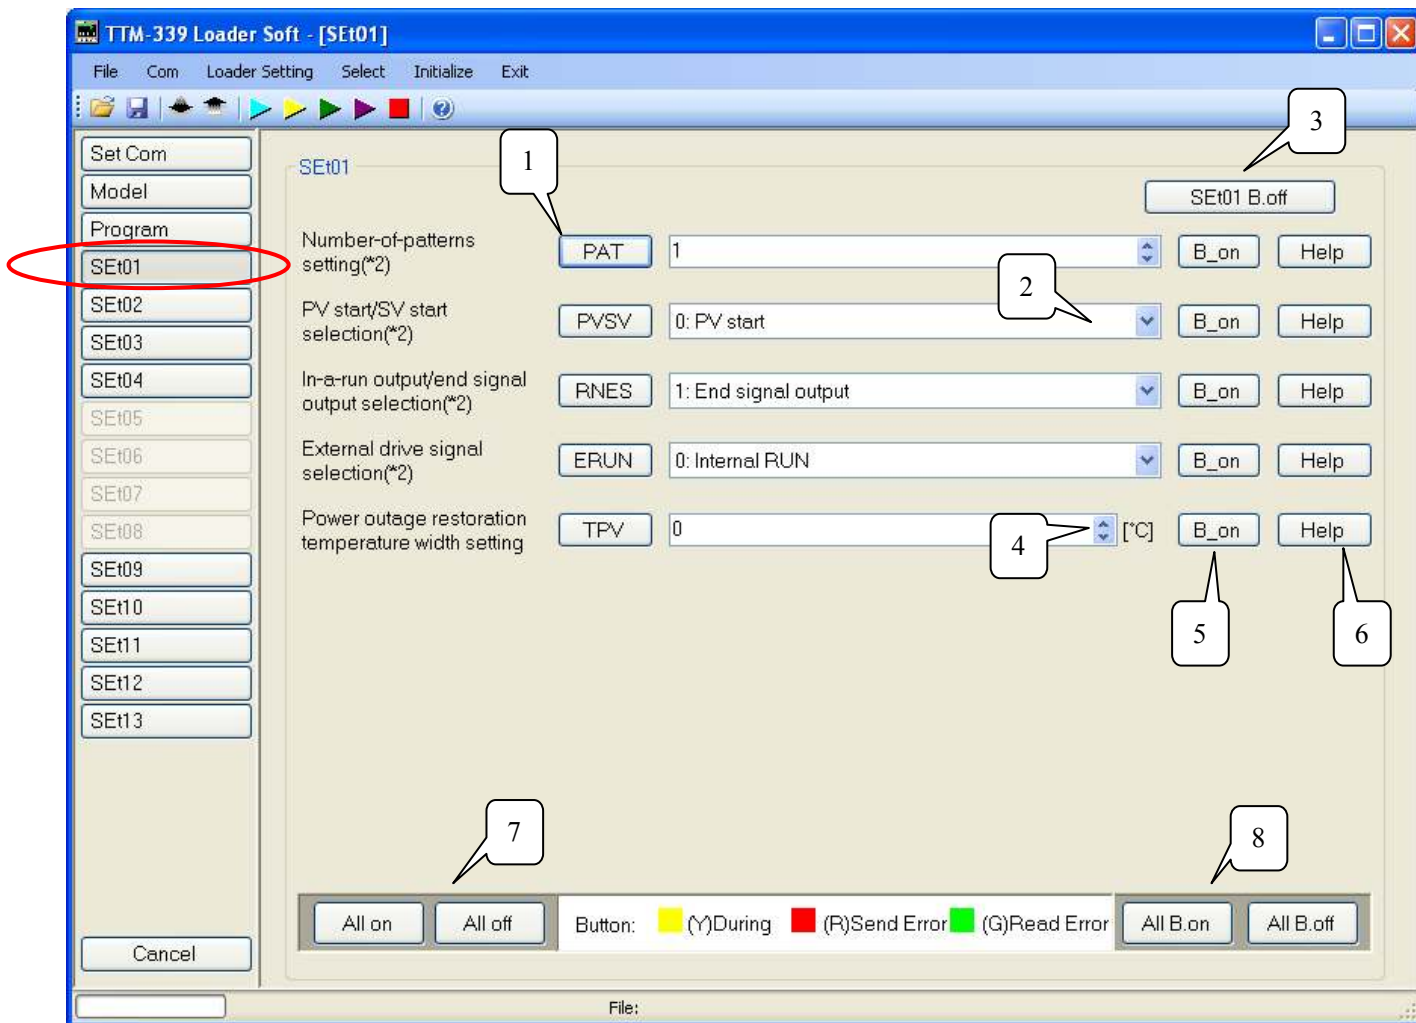 TTM-339 Loader Soft - [SEt01]
File Com Loader Setting Select Initialize Exit
Set Com
Model
Program
SEt01
SEt02
SEt03
SEt04
SEt05
SEt06
SEt07
SEt08
SEt09
SEt10
SEt11
SEt12
SEt13
Cancel
SEt01
1
3
SEt01 B.off
Number-of-patterns
setting(*2)
PAT
1
B_on
Help
2
PV start/SV start
selection(*2)
PVSV
0: PV start
B_on
Help
In-a-run output/end signal
output selection(*2)
RNES
1: End signal output
B_on
Help
External drive signal
selection(*2)
ERUN
0: Internal RUN
B_on
Help
Power outage restoration
temperature width setting
TPV
0
4
[°C]
B_on
Help
5
6
7
8
All on
All off
Button:
(Y)During
(R)Send Error
(G)Read Error
All B.on
All B.off
File: